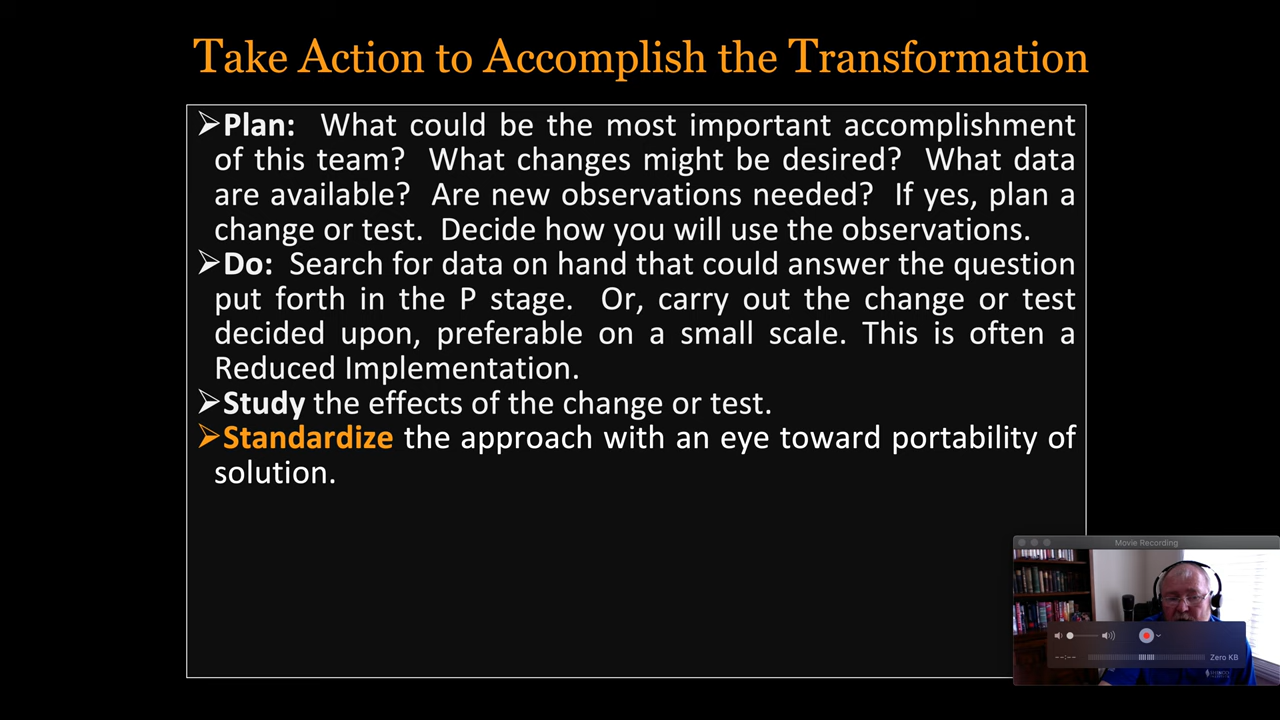 Take Action to Accomplish the Transformation
➢Plan: What could be the most important accomplishment
of this team? What changes might be desired? What data
are available? Are new observations needed? If yes, plan a
change or test. Decide how you will use the observations.
➢Do: Search for data on hand that could answer the question
put forth in the P stage. Or, carry out the change or test
decided upon, preferable on a small scale. This is often a
Reduced Implementation.
➢Study the effects of the change or test.
➢Standardize the approach with an eye toward portability of
solution.
Movie Recording
--:-- Zero KB